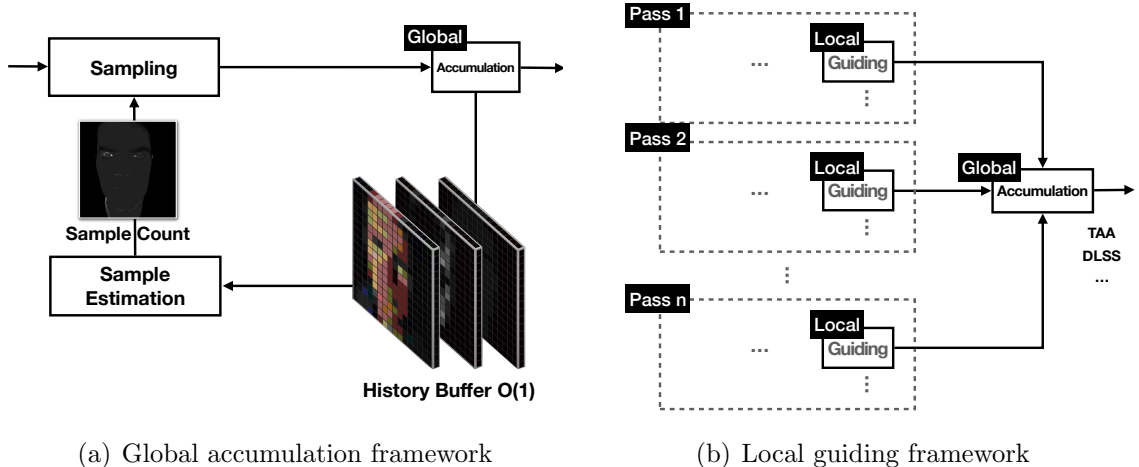 Global
Sampling
Accumulation
Sample Count
Sample
Estimation
History Buffer O(1)
(a) Global accumulation framework
Pass 1
Local
...
Guiding
...
Pass 2
Local
...
Guiding
...
Global
Accumulation
TAA
DLSS
...
...
Pass n
Local
...
Guiding
...
(b) Local guiding framework